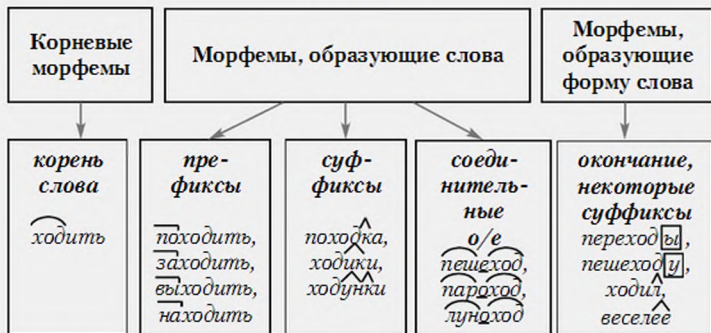 Корневые
морфемы
Морфемы, образующие слова
Морфемы,
образующие
форму слова
корень
слова
ходить
пре-
фиксы
походить,
заходить,
выходить,
находить
суф-
фиксы
походка,
ходики,
ходунки
соеди-
нитель-
ные
о/е
пешеход,
пароход,
луноход
окончание,
некоторые
суффиксы
переходы,
пешеходу,
ходил,
веселее